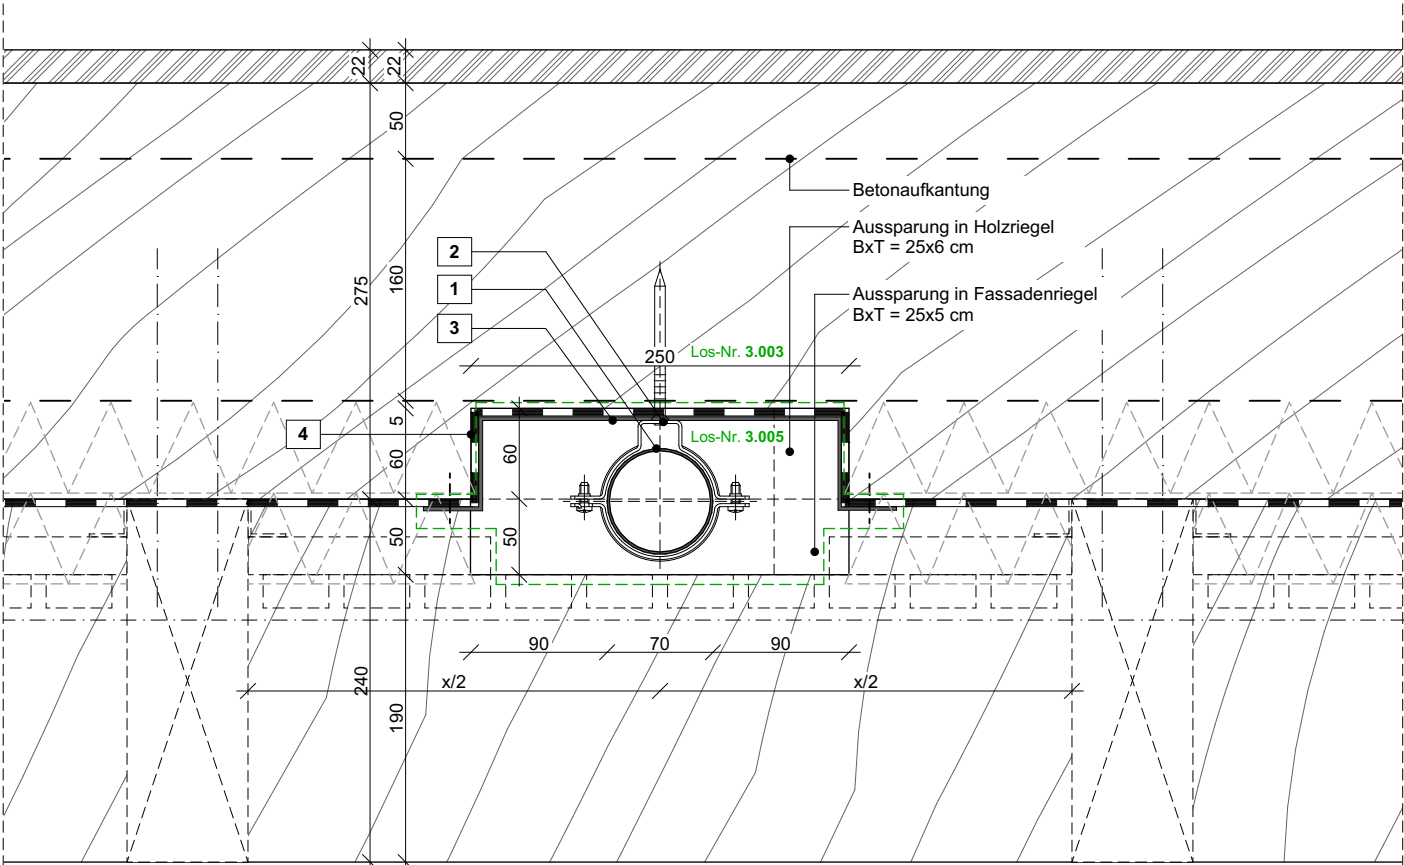 22
22
50
Betonaufkantung
Aussparung in Holzriegel
BxT = 25x6 cm
2
1
3
275
160
Aussparung in Fassadenriegel
BxT = 25x5 cm
250
Los-Nr. 3.003
5
4
Los-Nr. 3.005
60
60
50
50
90
70
90
240
x/2
x/2
190